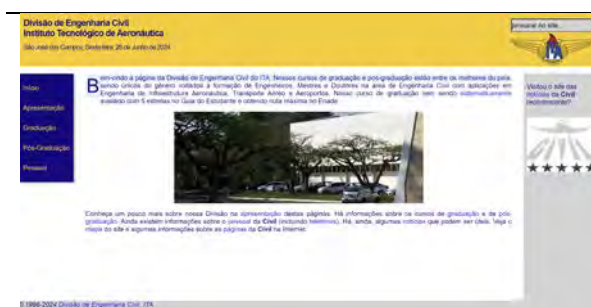 Divisão de Engenharia Civil
Instituto Tecnológico de Aeronáutica
São José dos Campos, Sexta-feira, 28 de Junho de 2024
procurar no site...
Início
Apresentação
Graduação
Pós-Graduação
Pessoal
Bem-vindo a página da Divisão de Engenharia Civil do ITA. Nossos cursos de graduação e pós-graduação estão entre os melhores do país,
sendo únicos do gênero voltados à formação de Engenheiros, Mestres e Doutores na área de Engenharia Civil com aplicações em
Engenharia de Infraestrutura Aeronáutica, Transporte Aéreo e Aeroportos. Nosso curso de graduação vem sendo sistematicamente
avaliado com 5 estrelas no Guia do Estudante e obtendo nota máxima no Enade.
Conheça um pouco mais sobre nossa Divisão na apresentação destas páginas. Há informações sobre os cursos de graduação e de pós-
graduação. Ainda existem informações sobre o pessoal da Civil (incluindo telefones). Há, ainda, algumas notícias que podem ser úteis. Veja o
mapa do site e algumas informações sobre as páginas da Civil na Internet.
Visitou o site das
notícias da Civil
recentemente?
© 1996-2024 Divisão de Engenharia Civil, ITA